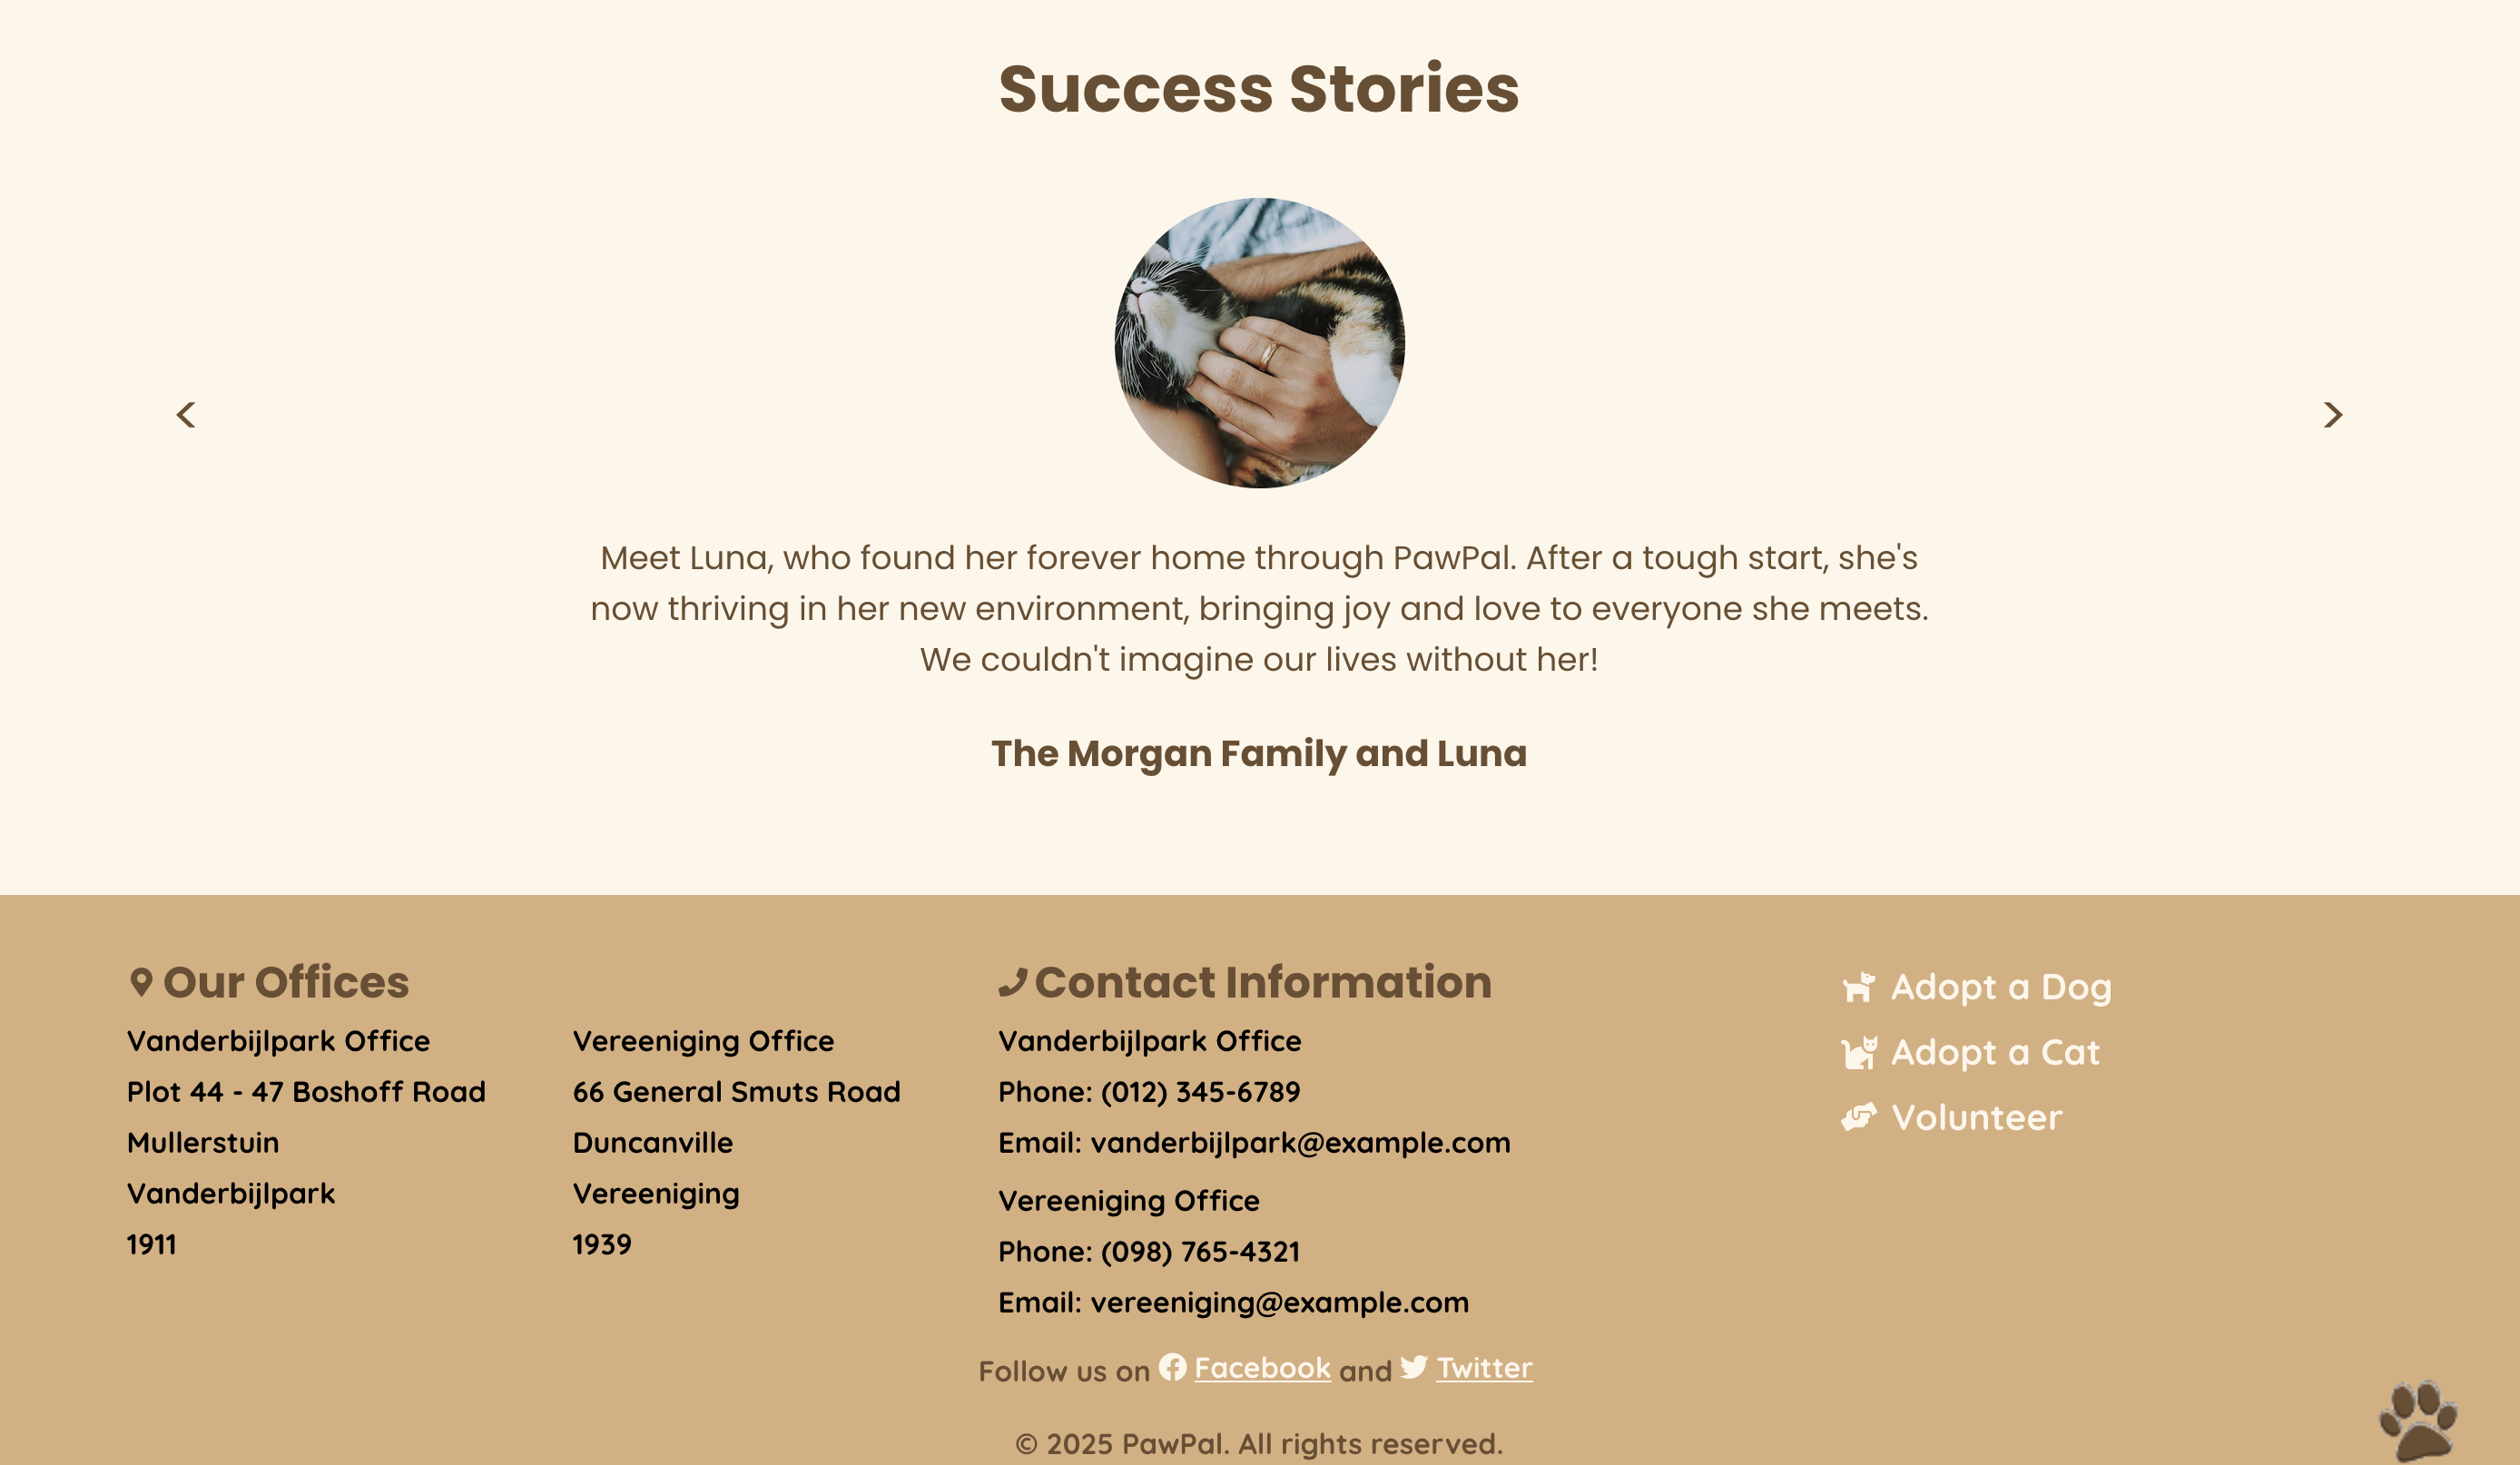 Success Stories
<
>
Meet Luna, who found her forever home through PawPal. After a tough start, she's
now thriving in her new environment, bringing joy and love to everyone she meets.
We couldn't imagine our lives without her!
The Morgan Family and Luna
Our Offices
Vanderbijlpark Office
Plot 44 - 47 Boshoff Road
Mullerstuin
Vanderbijlpark
1911
Vereeniging Office
66 General Smuts Road
Duncanville
Vereeniging
1939
Contact Information
Vanderbijlpark Office
Phone: (012) 345-6789
Email: vanderbijlpark@example.com
Vereeniging Office
Phone: (098) 765-4321
Email: vereeniging@example.com
Adopt a Dog
Adopt a Cat
Volunteer
Follow us on Facebook and Twitter
© 2025 PawPal. All rights reserved.